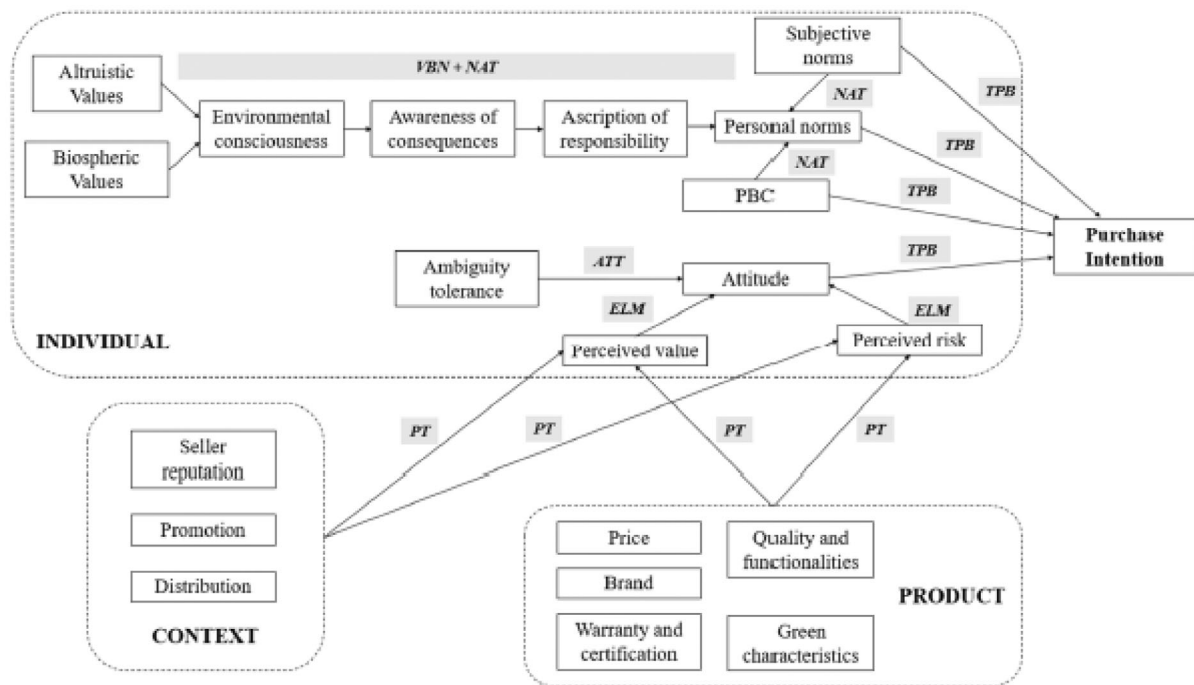 Subjective
norms
VBN + NAT
Altruistic
Values
TPB
NAT
Environmental
consciousness
Awareness of
consequences
Ascription of
responsibility
Personal norms
TPB
Biospheric
Values
NAT
PBC
TPB
Purchase
Intention
TPB
Ambiguity
tolerance
ATT
Attitude
ELM
ELM
INDIVIDUAL
Perceived value
Perceived risk
PT
PT
PT
PT
Seller
reputation
Promotion
Distribution
CONTEXT
Price
Quality and
functionalities
Brand
PRODUCT
Warranty and
certification
Green
characteristics